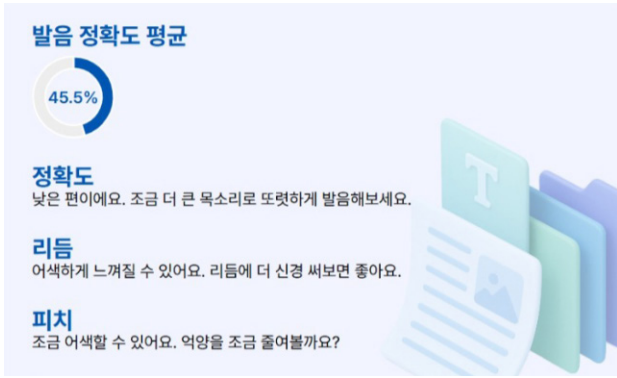 발음 정확도 평균
45.5%
정확도
낮은 편이에요. 조금 더 큰 목소리로 또렷하게 발음해보세요.
리듬
어색하게 느껴질 수 있어요. 리듬에 더 신경 써보면 좋아요.
피치
조금 어색할 수 있어요. 억양을 조금 줄여볼까요?
T